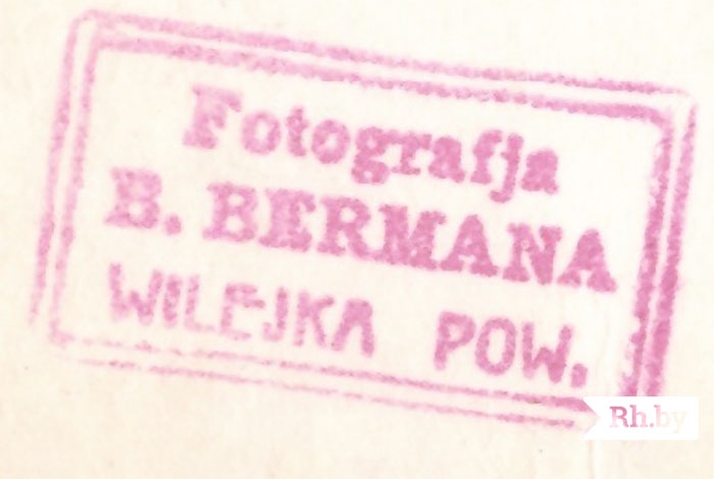 Fotografja
B. BERMANA
WILEJKA POW.
Rh.by